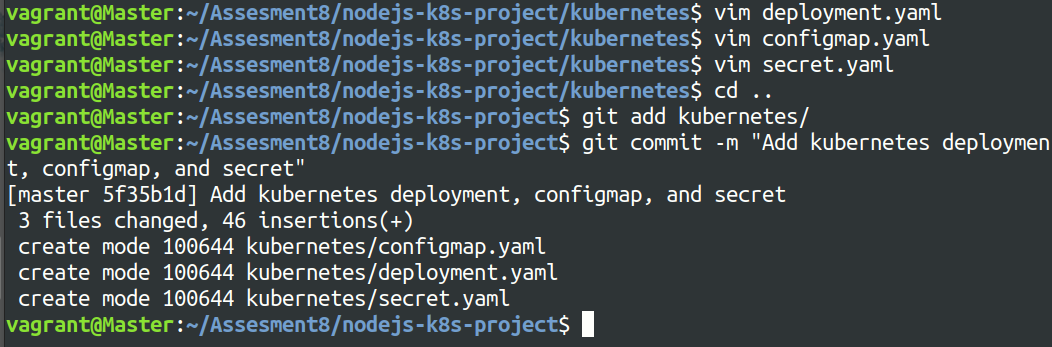 vagrant@Master:~/Assesment8/nodejs-k8s-project/kubernetes$ vim deployment.yaml
vagrant@Master:~/Assesment8/nodejs-k8s-project/kubernetes$ vim configmap.yaml
vagrant@Master:~/Assesment8/nodejs-k8s-project/kubernetes$ vim secret.yaml
vagrant@Master:~/Assesment8/nodejs-k8s-project/kubernetes$ cd ..
vagrant@Master:~/Assesment8/nodejs-k8s-project$ git add kubernetes/
vagrant@Master:~/Assesment8/nodejs-k8s-project$ git commit -m "Add kubernetes deploymen
t, configmap, and secret"
[master 5f35b1d] Add kubernetes deployment, configmap, and secret
 3 files changed, 46 insertions(+)
 create mode 100644 kubernetes/configmap.yaml
 create mode 100644 kubernetes/deployment.yaml
 create mode 100644 kubernetes/secret.yaml
vagrant@Master:~/Assesment8/nodejs-k8s-project$